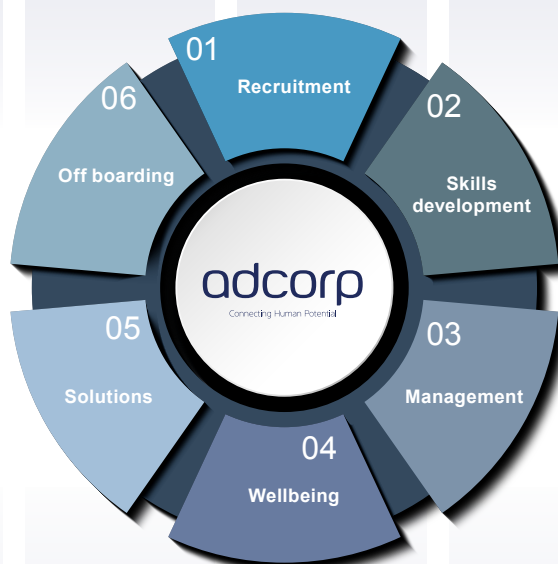 01
Recruitment
02
Skills
development
03
Management
04
Wellbeing
05
Solutions
06
Off boarding
adcorp
Connecting Human Potential